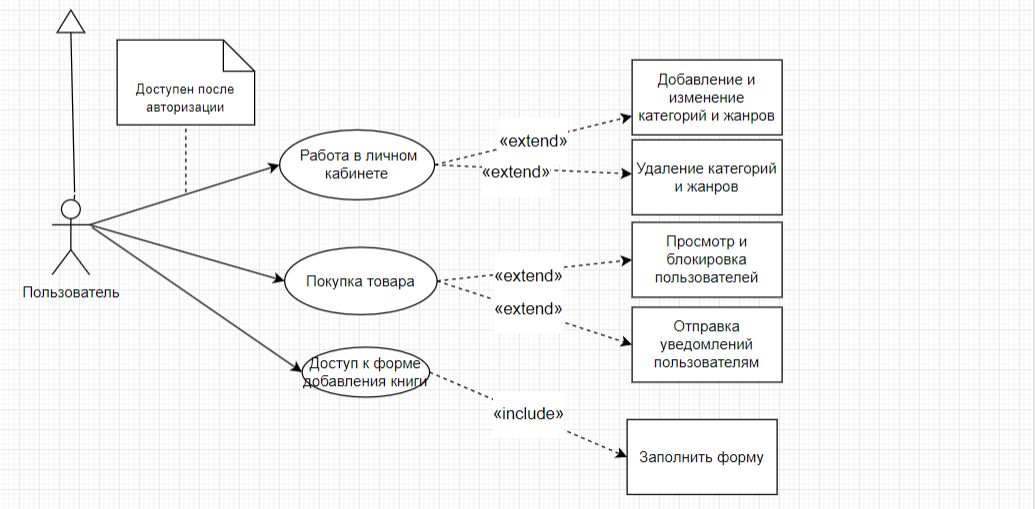 Доступен после
авторизации
Пользователь
Работа в личном
кабинете
«extend»
«extend»
Добавление и
изменение
категорий и жанров
Удаление категорий
и жанров
Покупка товара
«extend»
«extend»
Просмотр и
блокировка
пользователей
Отправка
уведомлений
пользователям
Доступ к форме
добавления книги
«include»
Заполнить форму